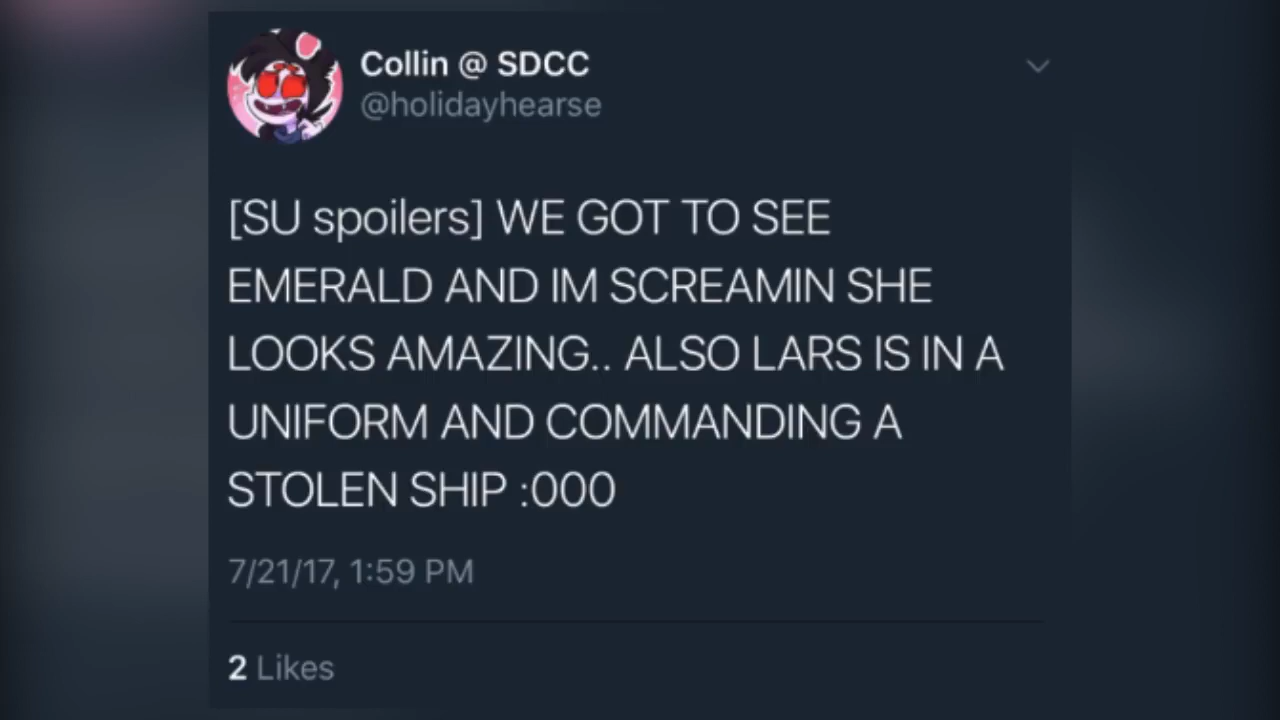 Collin @ SDCC
@holidayhearse
[SU spoilers] WE GOT TO SEE
EMERALD AND IM SCREAMIN SHE
LOOKS AMAZING.. ALSO LARS IS IN A
UNIFORM AND COMMANDING A
STOLEN SHIP :000
7/21/17, 1:59 PM
2 Likes